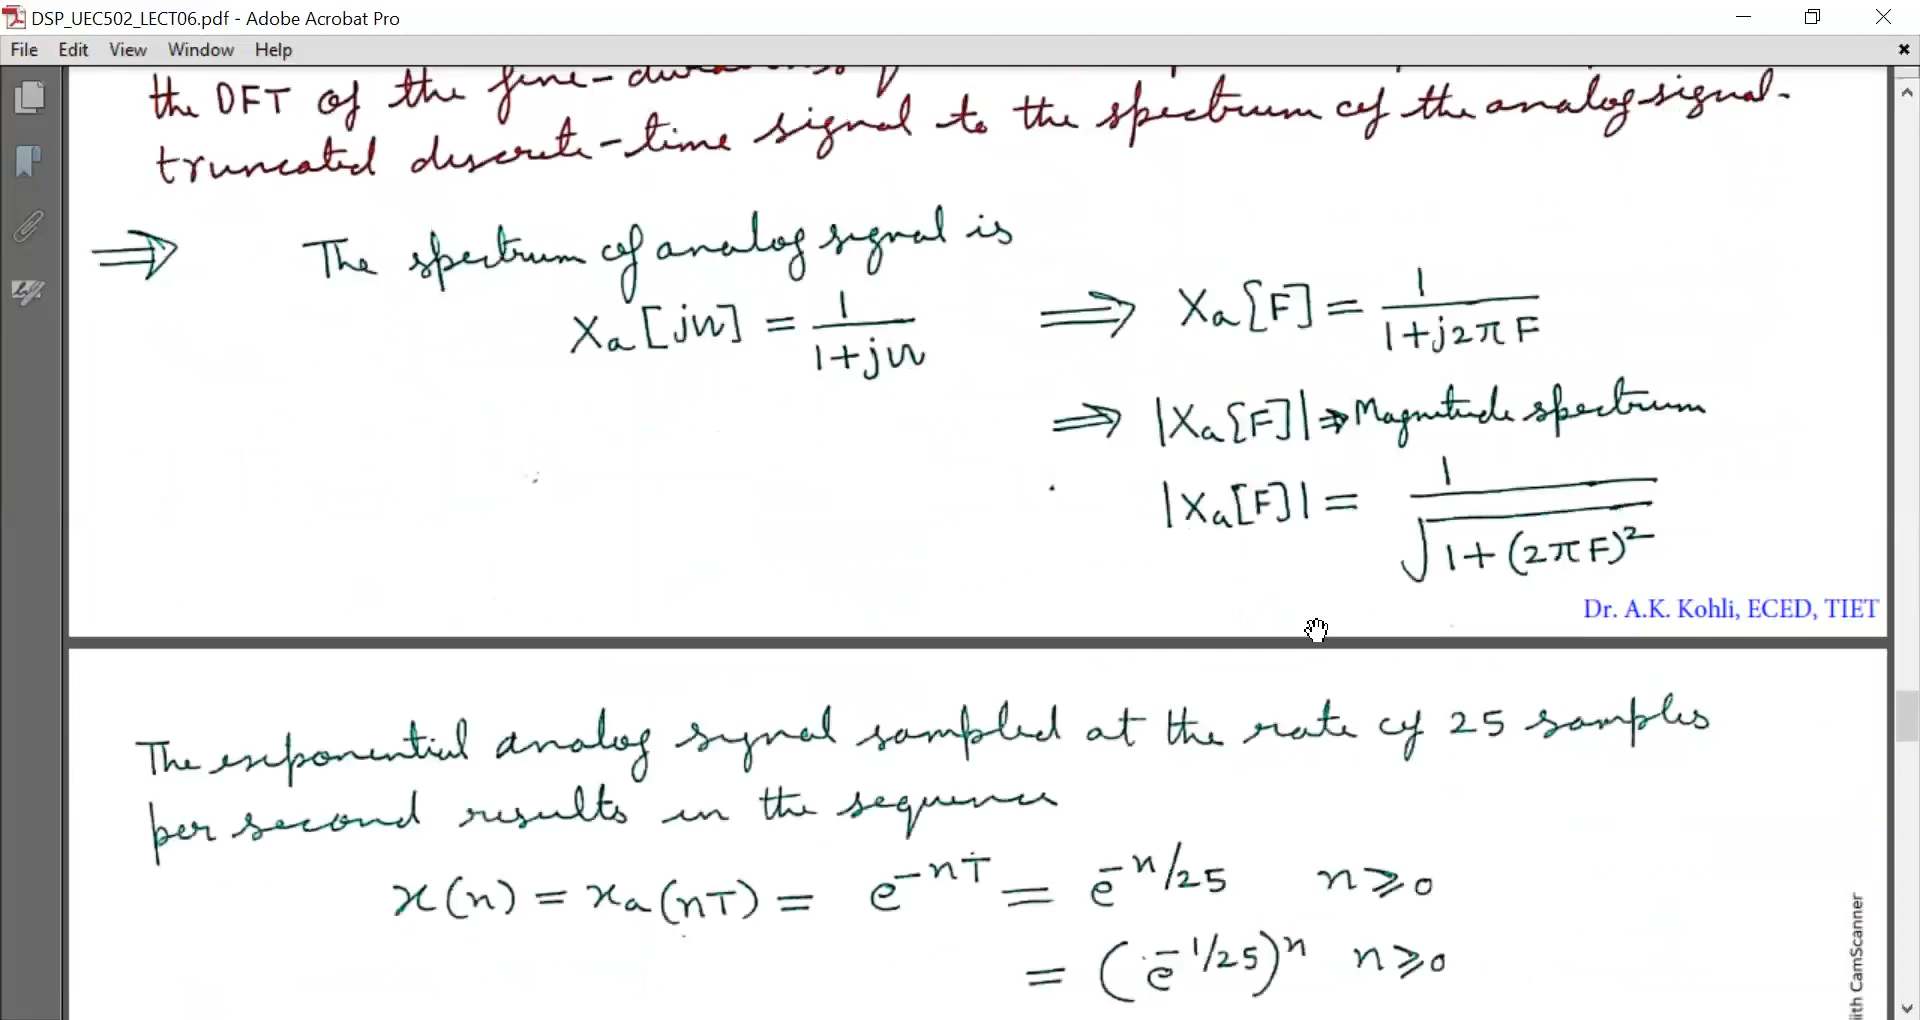 DSP_UEC502_LECT06.pdf - Adobe Acrobat Pro
File Edit View Window Help
the DFT of the
truncated discrete-time signal to the spectrum of the analog signal.
⇒ The spectrum of analog signal is
Xa[jΩ] = 1/(1+jΩ) ⇒ Xa[F] = 1/(1+j2πF)
⇒ |Xa[F]| ⇒ Magnitude spectrum
|Xa[F]| = 1/√(1+(2πF)²)
Dr. A.K. Kohli, ECED, TIET
The exponential analog signal sampled at the rate of 25 samples
per second results in the sequence
x(n) = xa(nT) = e^{-nT} = e^{-n/25} n≥0
= (e^{-1/25})^n n≥0
ith CamScanner